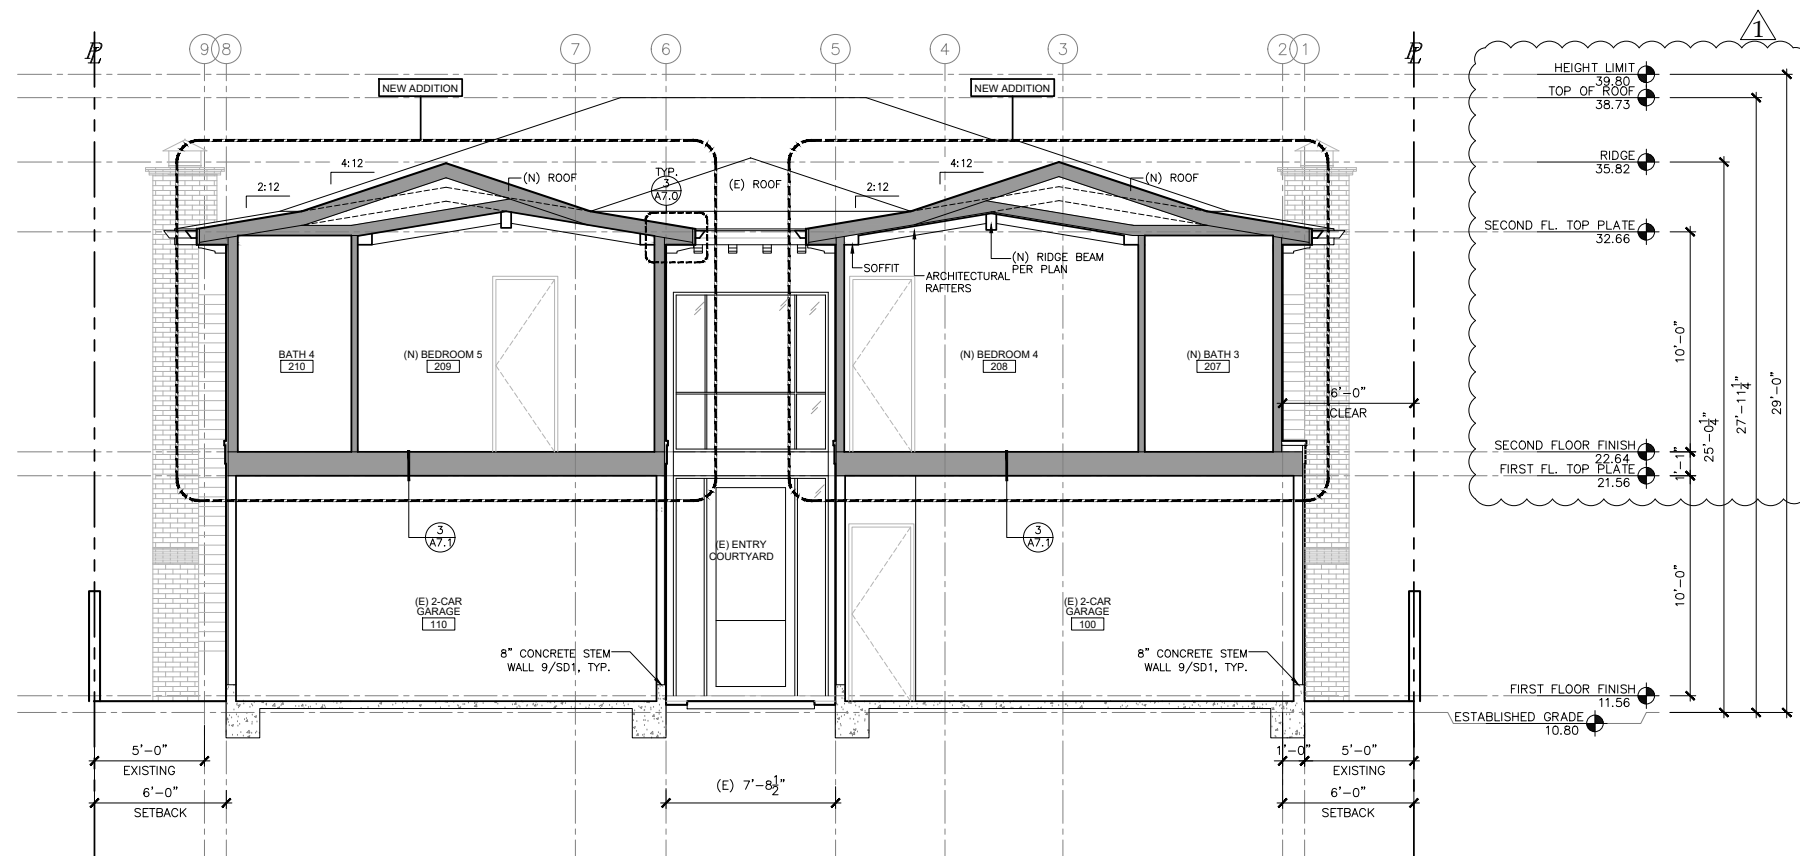 1
PL
9
8
7
6
5
4
3
2
1
PL
HEIGHT LIMIT
39.80
TOP OF ROOF
38.73
NEW ADDITION
NEW ADDITION
RIDGE
35.82
4:12
2:12
(N) ROOF
TYP.
3
A7.0
(E) ROOF
4:12
2:12
(N) ROOF
SECOND FL. TOP PLATE
32.66
SOFFIT
ARCHITECTURAL
RAFTERS
(N) RIDGE BEAM
PER PLAN
BATH 4
210
(N) BEDROOM 5
209
(N) BEDROOM 4
208
(N) BATH 3
207
6'-0"
CLEAR
10'-0"
25'-0 1/4"
27'-11 1/4"
29'-0"
SECOND FLOOR FINISH
22.64
FIRST FL. TOP PLATE
21.56
1'-1"
3
A7.1
(E) ENTRY
COURTYARD
3
A7.1
(E) 2-CAR
GARAGE
110
(E) 2-CAR
GARAGE
100
10'-0"
8" CONCRETE STEM
WALL 9/SD1, TYP.
8" CONCRETE STEM
WALL 9/SD1, TYP.
FIRST FLOOR FINISH
11.56
ESTABLISHED GRADE
10.80
5'-0"
EXISTING
6'-0"
SETBACK
(E) 7'-8 1/2"
1'-0"
5'-0"
EXISTING
6'-0"
SETBACK